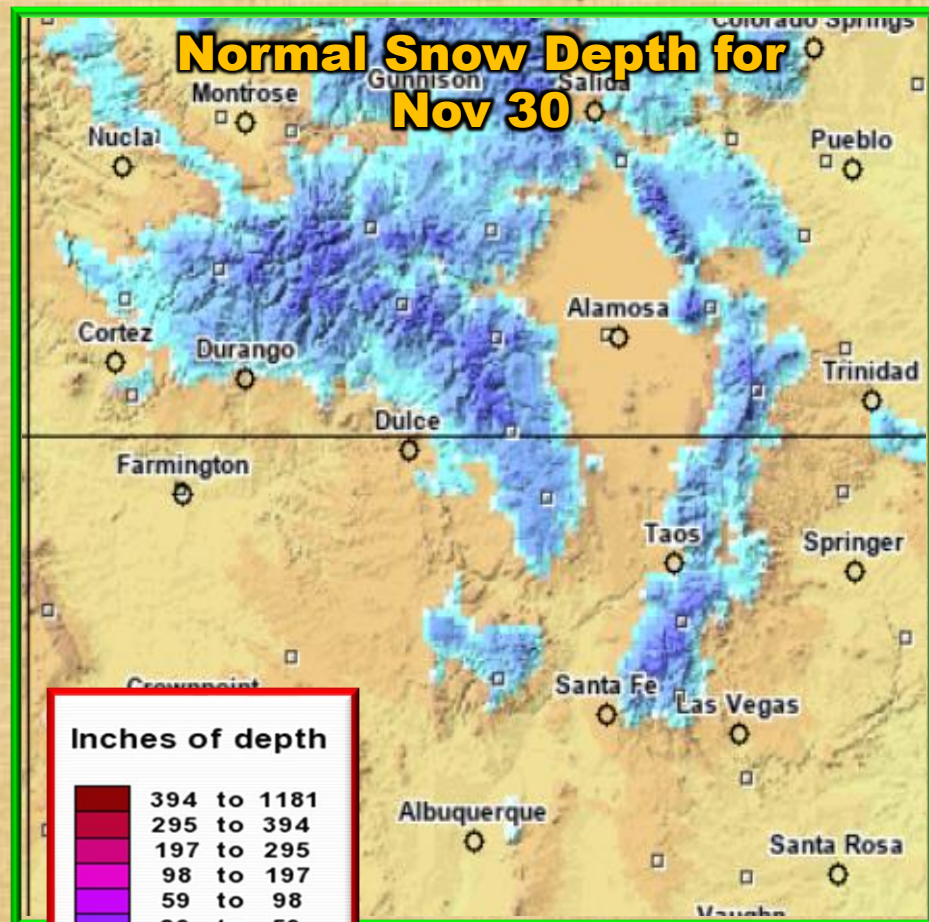 Colorado Springs
Normal Snow Depth for
Nov 30
Gunnison
Salida
Montrose
Nucla
Pueblo
Alamosa
Cortez
Durango
Trinidad
Dulce
Farmington
Taos
Springer
Crownpoint
Santa Fe
Las Vegas
Inches of depth
394 to 1181
295 to 394
197 to 295
98 to 197
59 to 98
Albuquerque
Santa Rosa
Vaughn